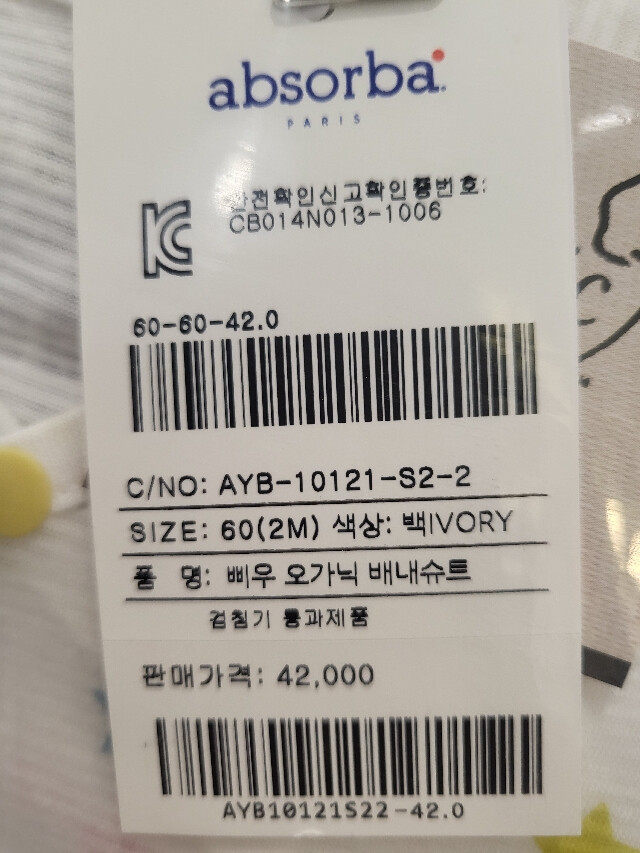 absorba
PARIS
안전확인신고확인증번호:
CB014N013-1006
60-60-42.0
C/NO: AYB-10121-S2-2
SIZE: 60(2M) 색상: 백IVORY
품 명: 삐우 오가닉 배내슈트
검침기 통과제품
판매가격: 42,000
AYB10121S22-42.0